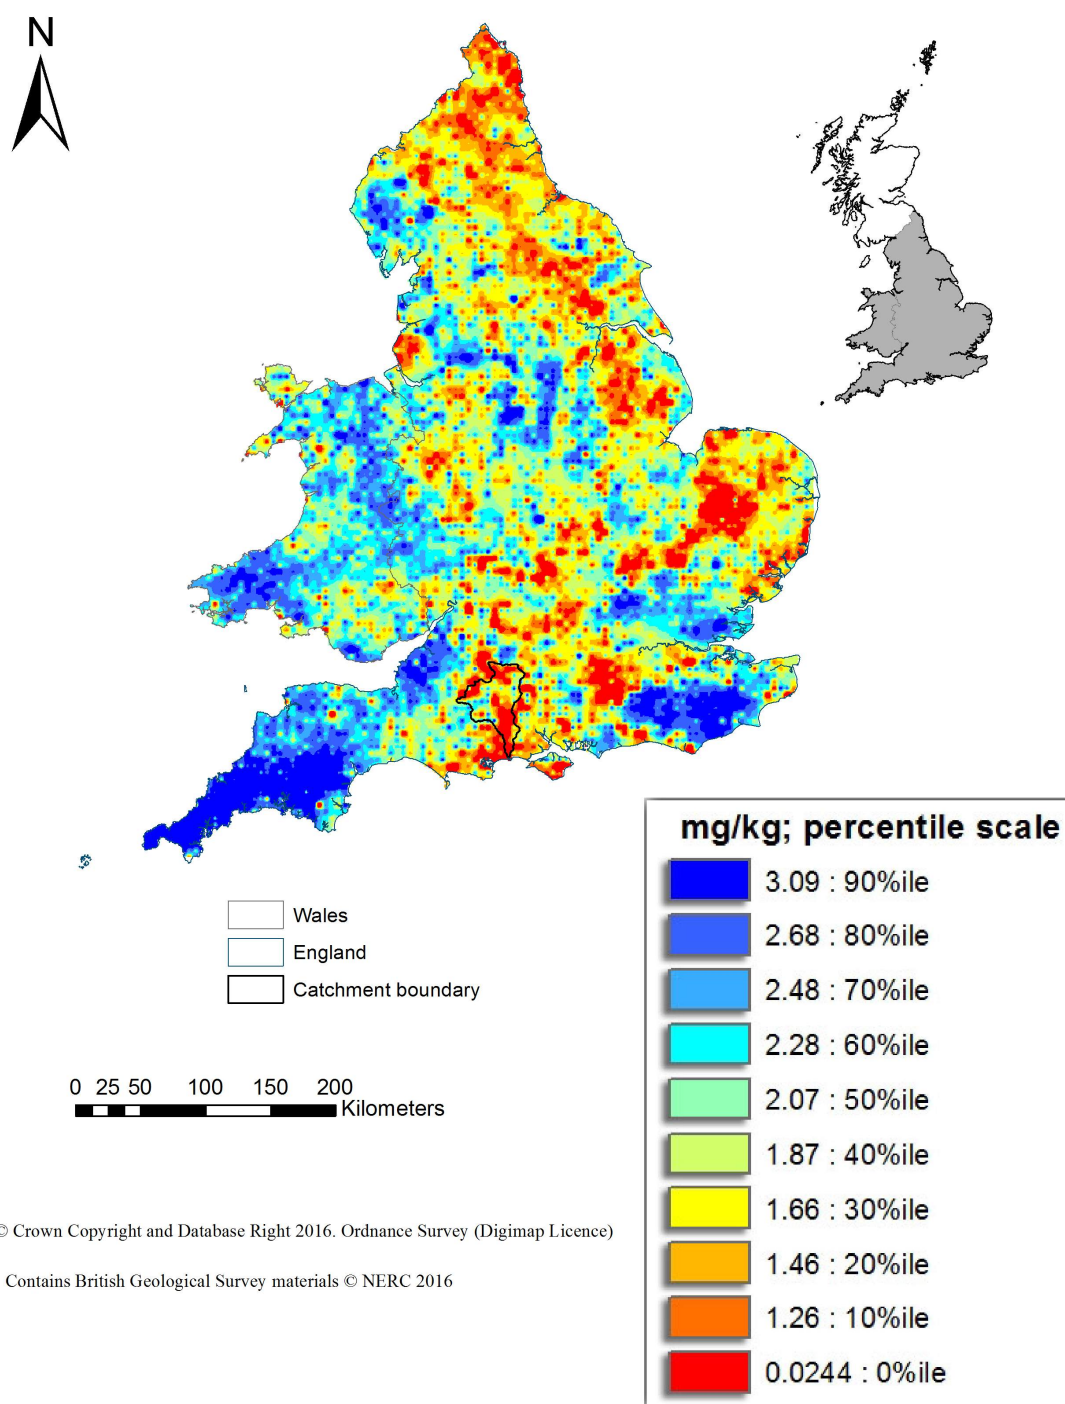 N
mg/kg; percentile scale
3.09 : 90%ile
2.68 : 80%ile
2.48 : 70%ile
2.28 : 60%ile
2.07 : 50%ile
1.87 : 40%ile
1.66 : 30%ile
1.46 : 20%ile
1.26 : 10%ile
0.0244 : 0%ile
Wales
England
Catchment boundary
0 25 50 100 150 200
Kilometers
© Crown Copyright and Database Right 2016. Ordnance Survey (Digimap Licence)
Contains British Geological Survey materials © NERC 2016